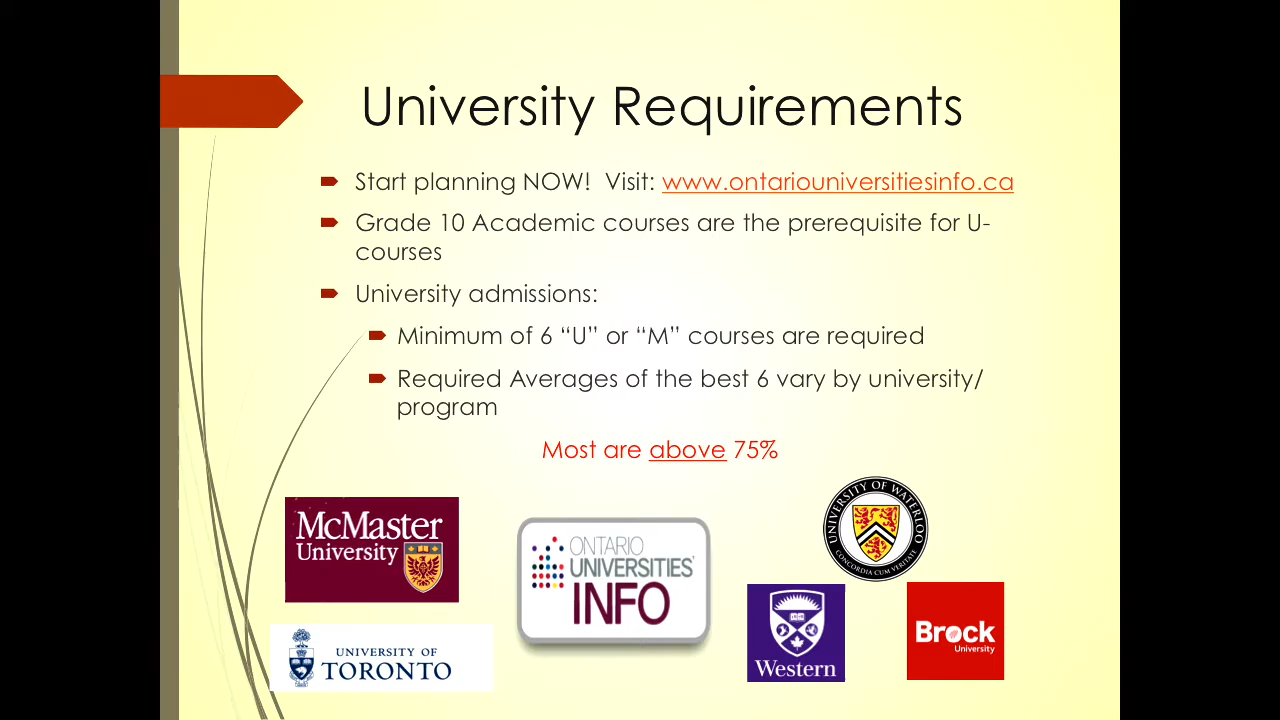 University Requirements
Start planning NOW! Visit: www.ontariouniversitiesinfo.ca
Grade 10 Academic courses are the prerequisite for U-
courses
University admissions:
Minimum of 6 “U” or “M” courses are required
Required Averages of the best 6 vary by university/
program
Most are above 75%
McMaster
University
ONTARIO
UNIVERSITIES'
INFO
UNIVERSITY OF WATERLOO
CONCORDIA CUM VERITATE
UNIVERSITY OF
TORONTO
Western
Brock
University